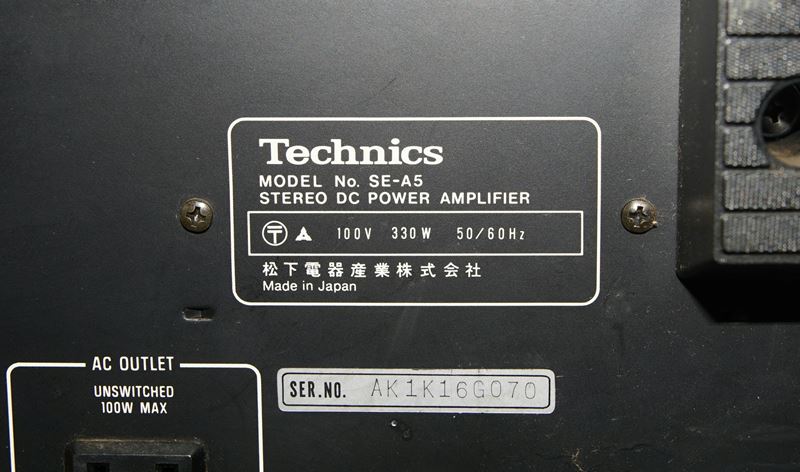 Technics
MODEL No. SE-A5
STEREO DC POWER AMPLIFIER
〒 100V 330W 50/60Hz
松下電器産業株式会社
Made in Japan
AC OUTLET
UNSWITCHED
100W MAX
SER.NO. AK1K16G070